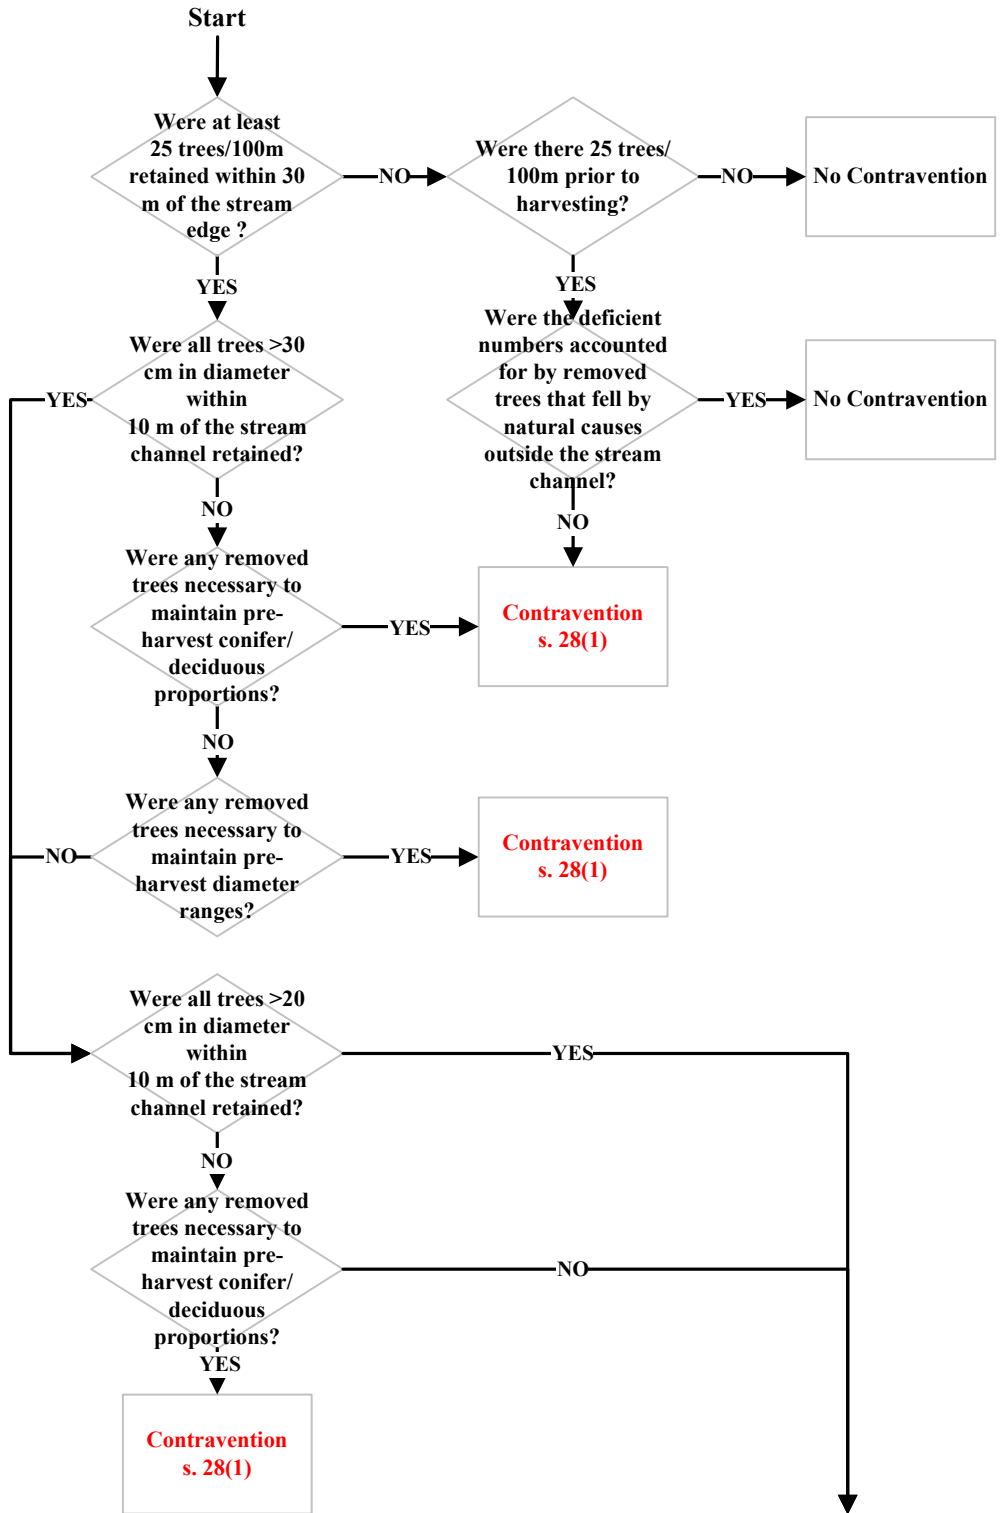 Start
Were at least
25 trees/100m
retained within 30
m of the stream
edge ?
NO
Were there 25 trees/
100m prior to
harvesting?
NO
No Contravention
YES
YES
Were all trees >30
cm in diameter
within
10 m of the stream
channel retained?
YES
Were the deficient
numbers accounted
for by removed
trees that fell by
natural causes
outside the stream
channel?
YES
No Contravention
NO
NO
Were any removed
trees necessary to
maintain pre-
harvest conifer/
deciduous
proportions?
YES
Contravention
s. 28(1)
NO
Were any removed
trees necessary to
maintain pre-
harvest diameter
ranges?
NO
YES
Contravention
s. 28(1)
Were all trees >20
cm in diameter
within
10 m of the stream
channel retained?
YES
NO
Were any removed
trees necessary to
maintain pre-
harvest conifer/
deciduous
proportions?
NO
YES
Contravention
s. 28(1)